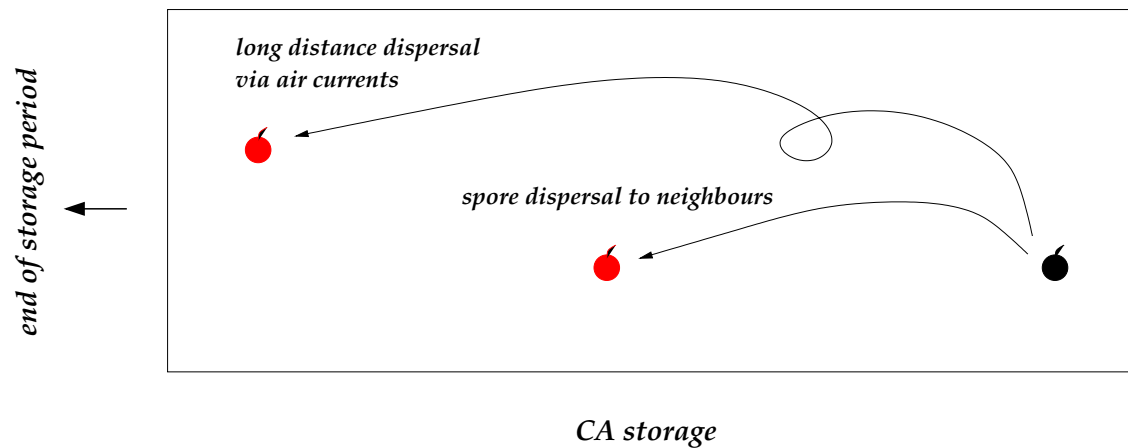 long distance dispersal
via air currents
end of storage period
spore dispersal to neighbours
CA storage